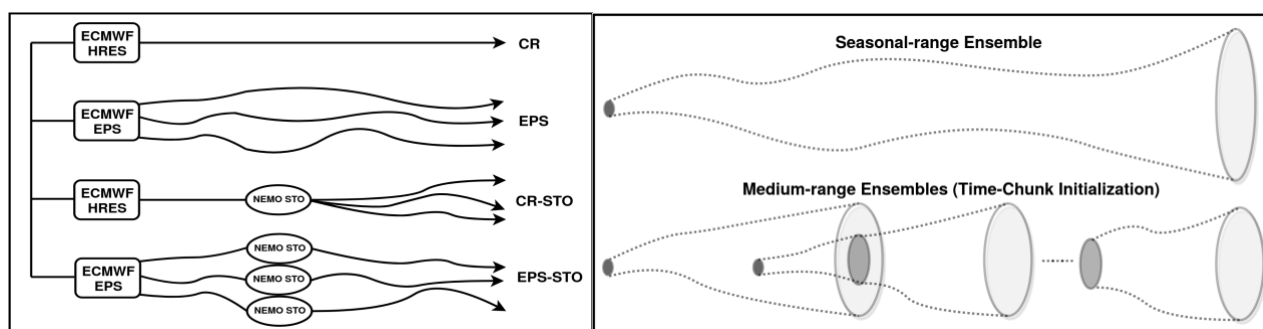 ECMWF
HRES
CR
ECMWF
EPS
EPS
ECMWF
HRES
NEMO STO
CR-STO
NEMO STO
ECMWF
EPS
NEMO STO
EPS-STO
NEMO STO
Seasonal-range Ensemble
Medium-range Ensembles (Time-Chunk Initialization)